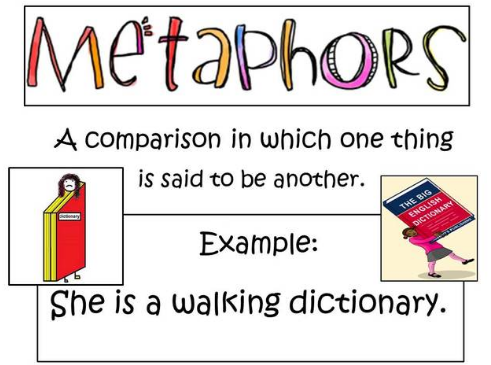 MetaPhORS
A comparison in which one thing
is said to be another.
dictionary
THE BIG
ENGLISH
DICTIONARY
Example:
She is a walking dictionary.